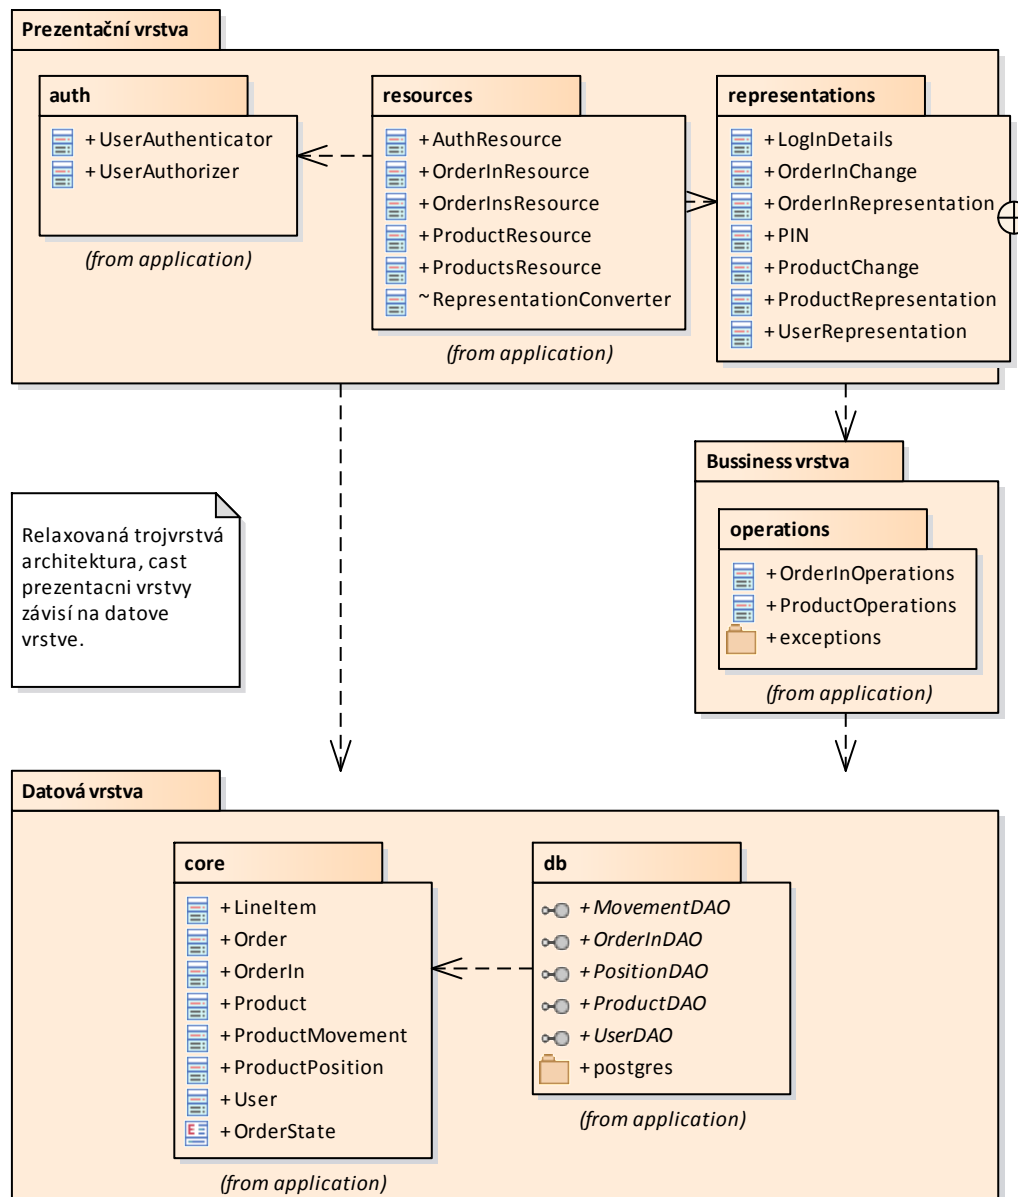 Prezentační vrstva
auth
+UserAuthenticator
+UserAuthorizer
(from application)
resources
+AuthResource
+OrderInResource
+OrderInsResource
+ProductResource
+ProductsResource
~RepresentationConverter
(from application)
representations
+LogInDetails
+OrderInChange
+OrderInRepresentation
+PIN
+ProductChange
+ProductRepresentation
+UserRepresentation
Relaxovaná trojvrstvá
architektura, cast
prezentacni vrstvy
závisí na datove
vrstve.
Bussiness vrstva
operations
+OrderInOperations
+ProductOperations
+exceptions
(from application)
Datová vrstva
core
+LineItem
+Order
+OrderIn
+Product
+ProductMovement
+ProductPosition
+User
E
+OrderState
(from application)
db
+MovementDAO
+OrderInDAO
+PositionDAO
+ProductDAO
+UserDAO
+postgres
(from application)